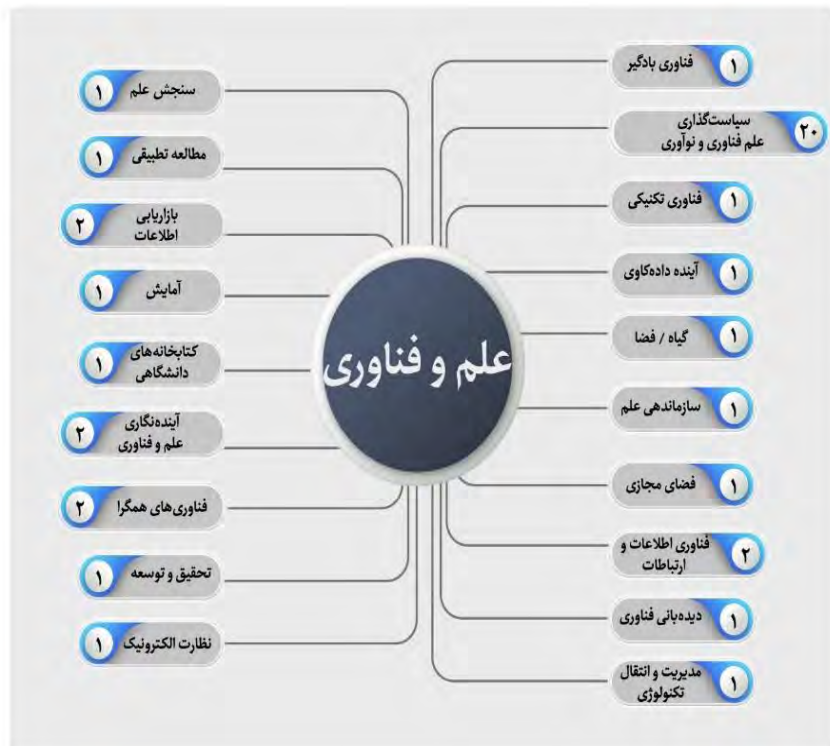 علم و فناوری
فناوری بادگیر
۱
سیاست‌گذاری
علم فناوری و نوآوری
۲۰
فناوری تکنیکی
۱
آینده داده‌کاوی
۱
گیاه / فضا
۱
سازماندهی علم
۱
فضای مجازی
۱
فناوری اطلاعات و
ارتباطات
۲
دیده‌بانی فناوری
۱
مدیریت و انتقال
تکنولوژی
۱
سنجش علم
۱
مطالعه تطبیقی
۱
بازاریابی
اطلاعات
۲
آمایش
۱
کتابخانه‌های
دانشگاهی
۱
آینده‌نگاری
علم و فناوری
۲
فناوری‌های همگرا
۲
تحقیق و توسعه
۱
نظارت الکترونیک
۱